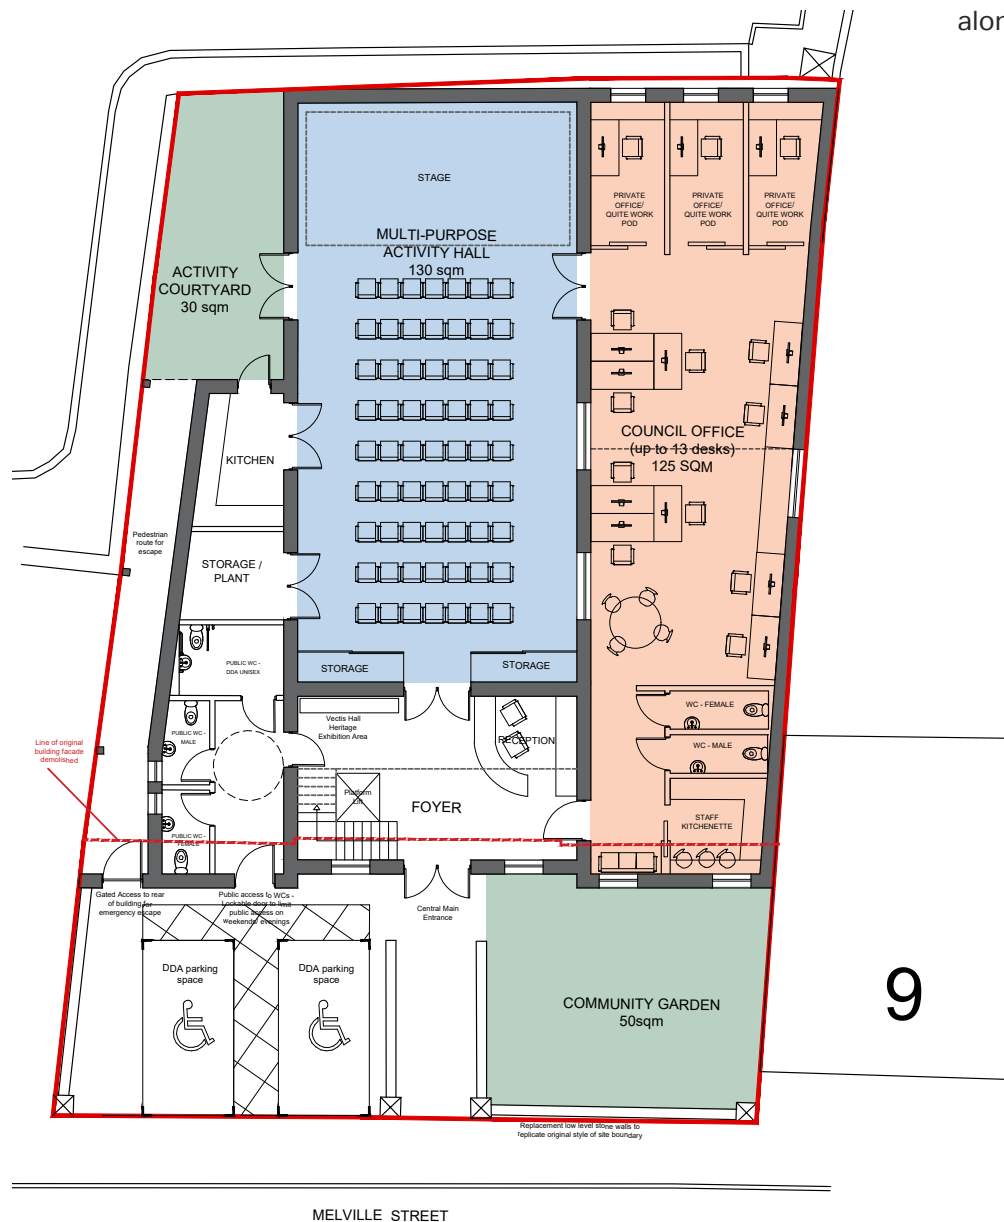 alon
STAGE
PRIVATE
OFFICE/
QUITE WORK
POD
PRIVATE
OFFICE/
QUITE WORK
POD
PRIVATE
OFFICE/
QUITE WORK
POD
MULTI-PURPOSE
ACTIVITY HALL
130 sqm
ACTIVITY
COURTYARD
30 sqm
COUNCIL OFFICE
(up to 13 desks)
125 SQM
KITCHEN
Pedestrian
route for
escape
STORAGE /
PLANT
PUBLIC WC -
DDA UNISEX
STORAGE
STORAGE
WC - FEMALE
Vectis Hall
Heritage
Exhibition Area
RECEPTION
PUBLIC WC -
MALE
Line of original
building facade
demolished
WC - MALE
Platform
Lift
FOYER
STAFF
KITCHENETTE
PUBLIC WC -
FEMALE
Gated Access to rear
of building for
emergency escape
Public access to WCs -
Lockable door to limit
public access on
weekends/ evenings
Central Main
Entrance
DDA parking
space
DDA parking
space
COMMUNITY GARDEN
50sqm
9
Replacement low level stone walls to
replicate original style of site boundary
MELVILLE STREET